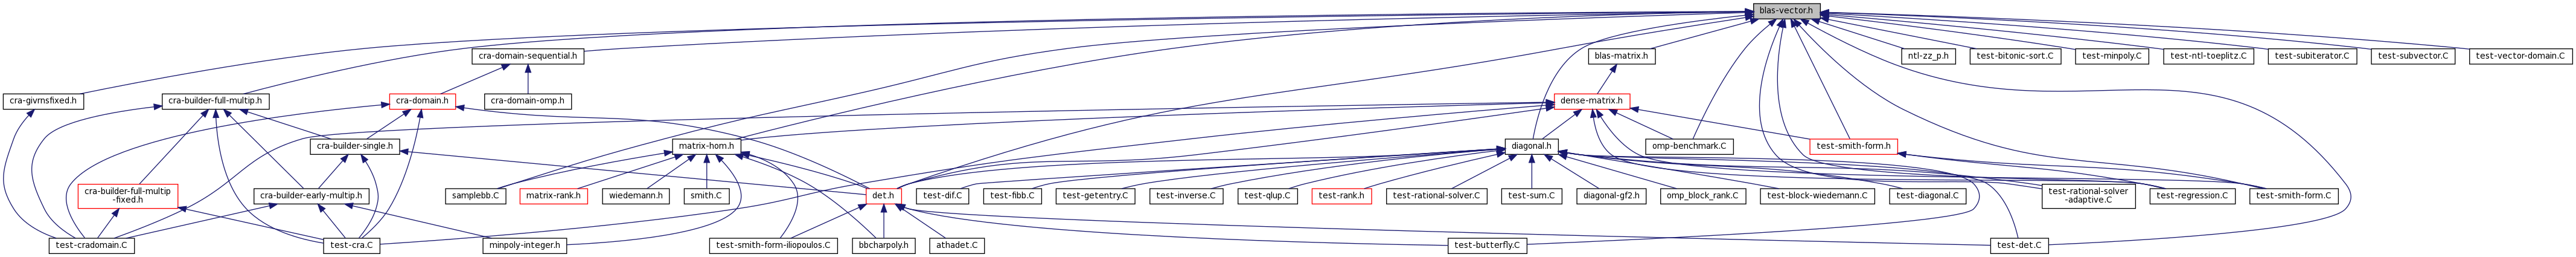 blas-vector.h
cra-domain-sequential.h
blas-matrix.h
ntl-zz_p.h
test-bitonic-sort.C
test-minpoly.C
test-ntl-toeplitz.C
test-subiterator.C
test-subvector.C
test-vector-domain.C
cra-givrnsfixed.h
cra-builder-full-multip.h
cra-domain.h
cra-domain-omp.h
dense-matrix.h
cra-builder-single.h
matrix-hom.h
diagonal.h
omp-benchmark.C
test-smith-form.h
cra-builder-full-multip
-fixed.h
cra-builder-early-multip.h
samplebb.C
matrix-rank.h
wiedemann.h
smith.C
det.h
test-dif.C
test-fibb.C
test-getentry.C
test-inverse.C
test-qlup.C
test-rank.h
test-rational-solver.C
test-sum.C
diagonal-gf2.h
omp_block_rank.C
test-block-wiedemann.C
test-diagonal.C
test-rational-solver
-adaptive.C
test-regression.C
test-smith-form.C
test-cradomain.C
test-cra.C
minpoly-integer.h
test-smith-form-iliopoulos.C
bbcharpoly.h
athadet.C
test-butterfly.C
test-det.C